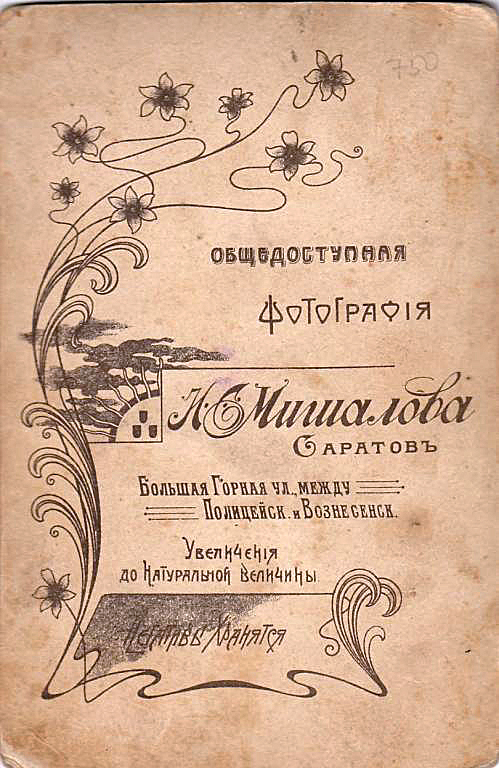 750
Общедоступная
Фотографія
Н. Е. Мишалова
Саратовъ
Большая Горная ул., между
Полицейск. и Вознесенск.
Увеличенія
до натуральной величины
Негативы хранятся